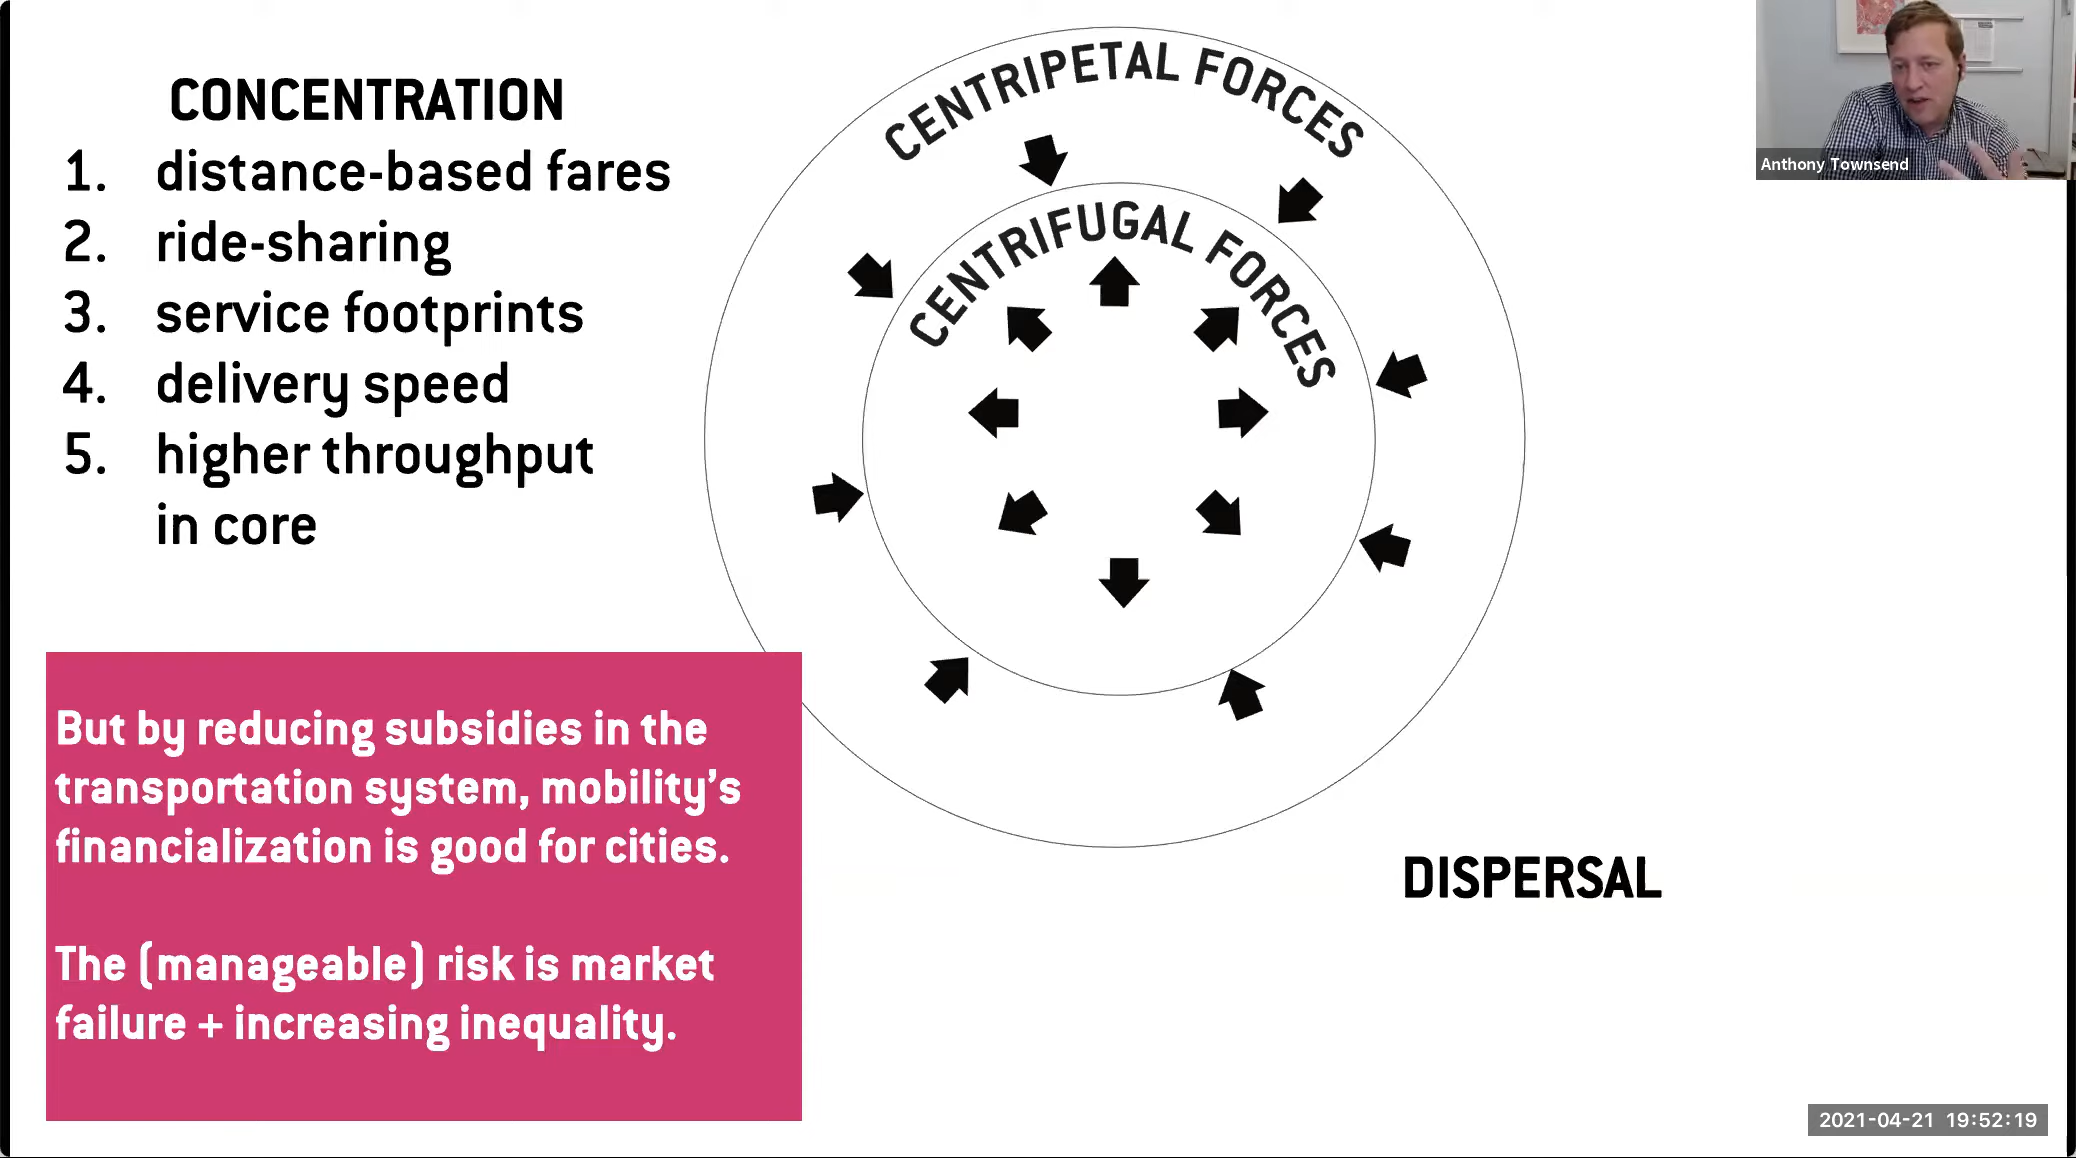 CONCENTRATION
1. distance-based fares
2. ride-sharing
3. service footprints
4. delivery speed
5. higher throughput
in core
CENTRIPETAL FORCES
CENTRIFUGAL FORCES
Anthony Townsend
But by reducing subsidies in the
transportation system, mobility’s
financialization is good for cities.
The (manageable) risk is market
failure + increasing inequality.
DISPERSAL
2021-04-21 19:52:19